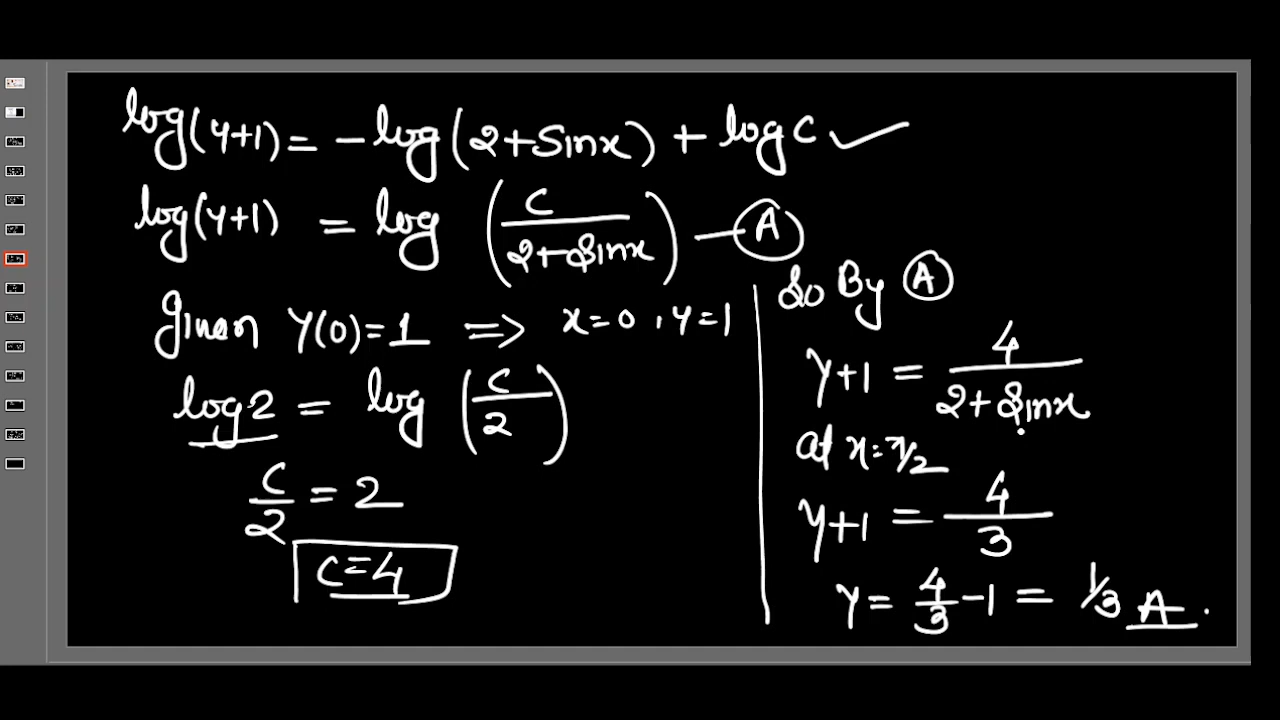 log(y+1) = -log(2+Sinx) + logC ✓
log(y+1) = log (C/(2+Sinx)) — Ⓐ
given y(0)=1 ⇒ x=0, y=1
log2 = log (C/2)
C/2 = 2
C=4
So By Ⓐ
y+1 = 4/(2+Sinx)
at x=π/2
y+1 = 4/3
y = 4/3 - 1 = 1/3 A.